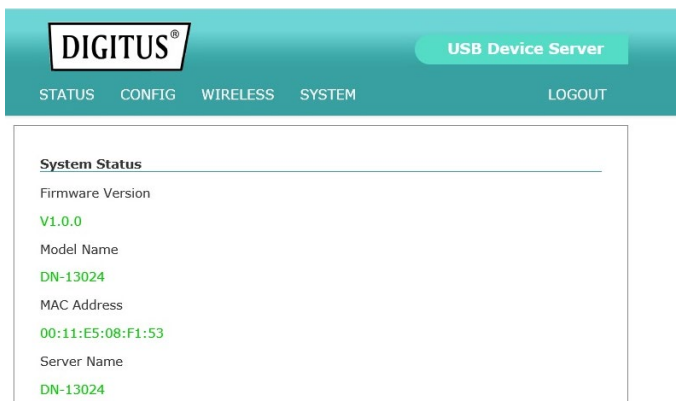 DIGITUS®
USB Device Server
STATUS CONFIG WIRELESS SYSTEM LOGOUT
System Status
Firmware Version
V1.0.0
Model Name
DN-13024
MAC Address
00:11:E5:08:F1:53
Server Name
DN-13024